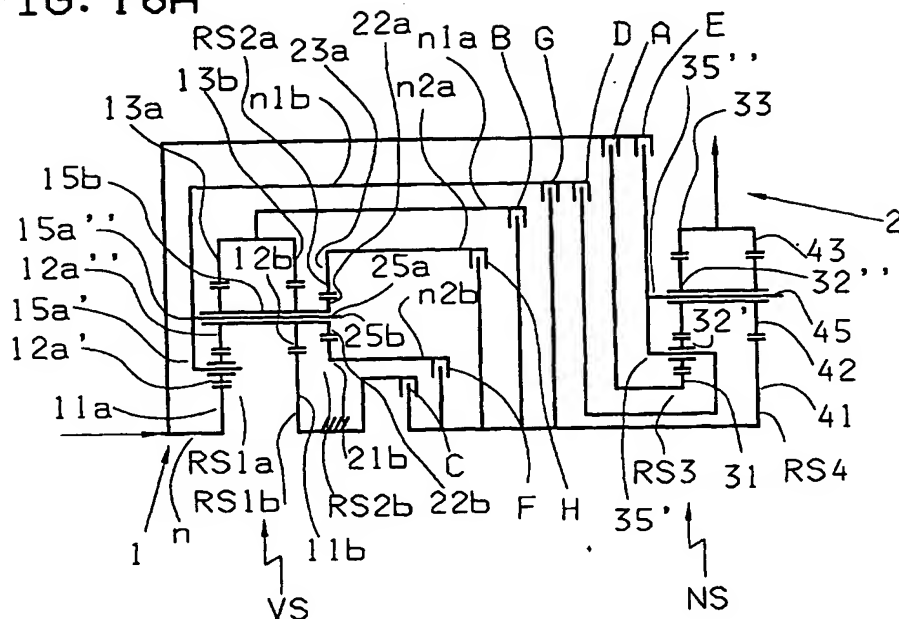 FIG. 18A
RS2a 23a 22a n1a B G D A E
13b n2a 35''
13a n1b 33
15b
15a'' 2
12a'' 12b 25a 43
15a' n2b 32''
12a' 25b 32' 45
11a 42
41
RS1a 21b C RS3 31 RS4
RS1b RS2b 22b F H 35'
1 n 11b
VS NS